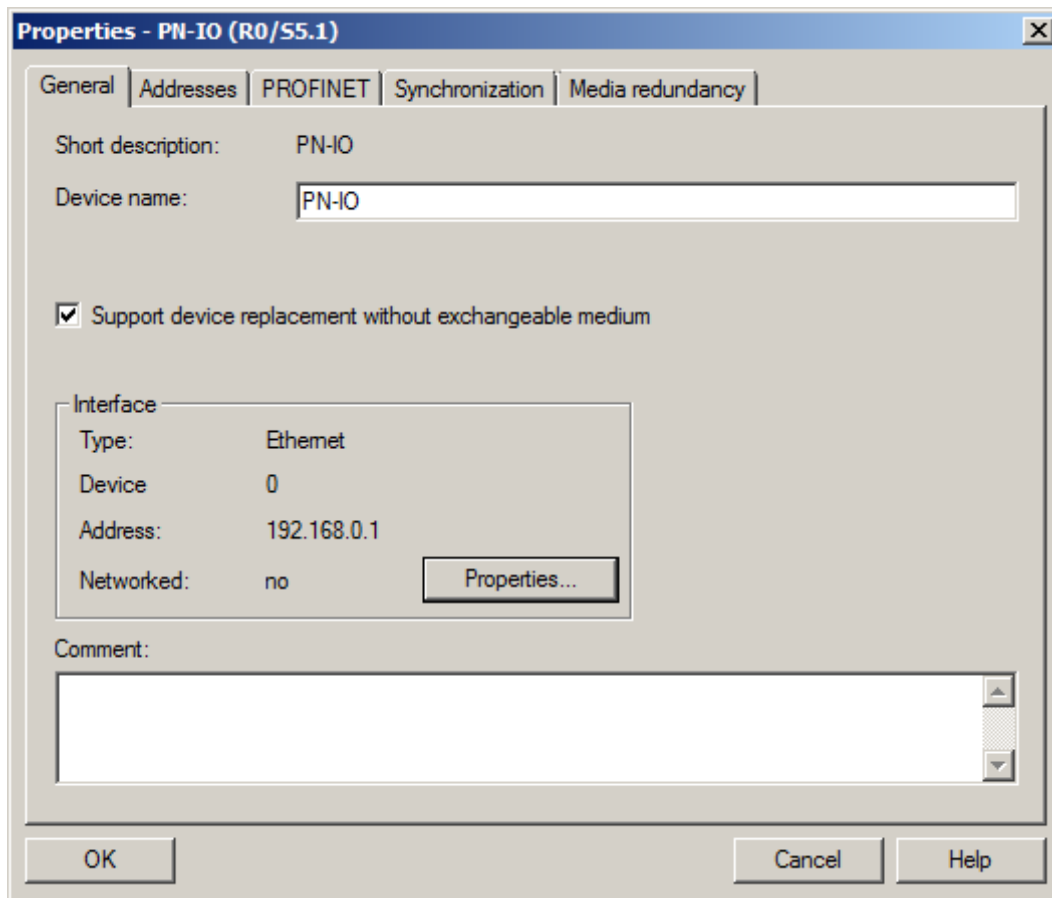 Properties - PN-IO (R0/S5.1)
General Addresses PROFINET Synchronization Media redundancy
Short description: PN-IO
Device name: PN-IO
Support device replacement without exchangeable medium
Interface
Type: Ethernet
Device 0
Address: 192.168.0.1
Networked: no Properties...
Comment:
OK Cancel Help